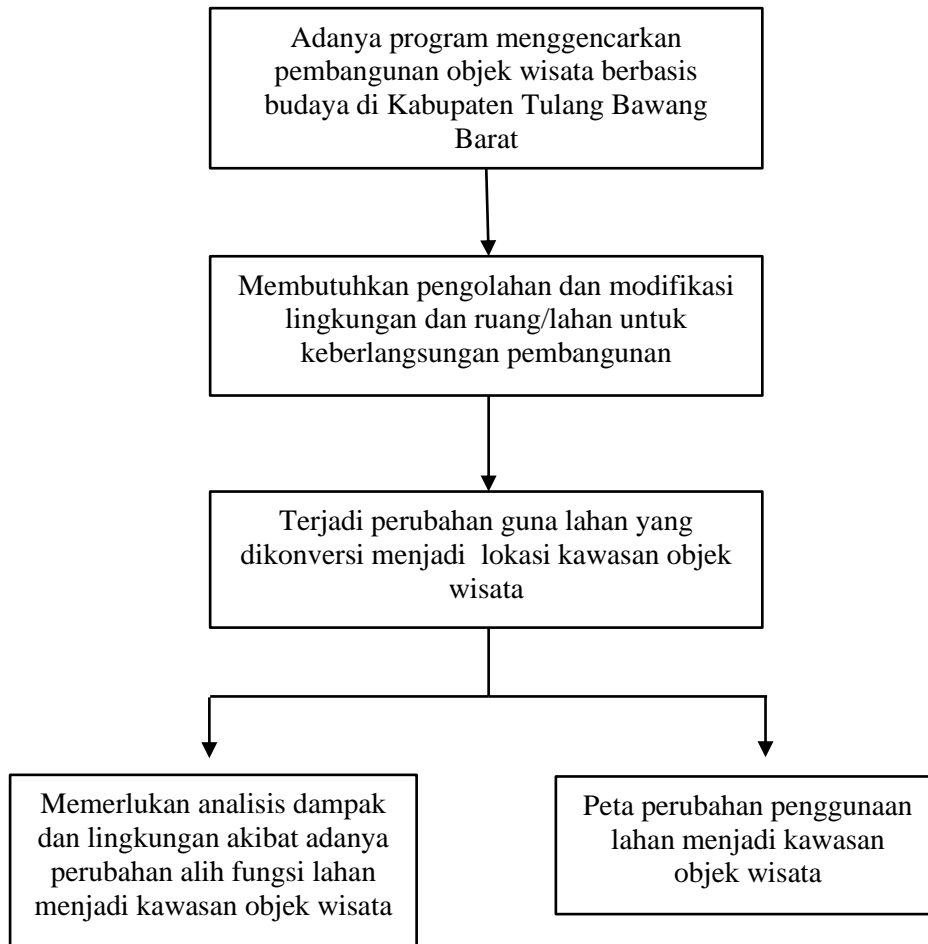 Adanya program menggencarkan
pembangunan objek wisata berbasis
budaya di Kabupaten Tulang Bawang
Barat
Membutuhkan pengolahan dan modifikasi
lingkungan dan ruang/lahan untuk
keberlangsungan pembangunan
Terjadi perubahan guna lahan yang
dikonversi menjadi lokasi kawasan objek
wisata
Memerlukan analisis dampak
dan lingkungan akibat adanya
perubahan alih fungsi lahan
menjadi kawasan objek wisata
Peta perubahan penggunaan
lahan menjadi kawasan
objek wisata